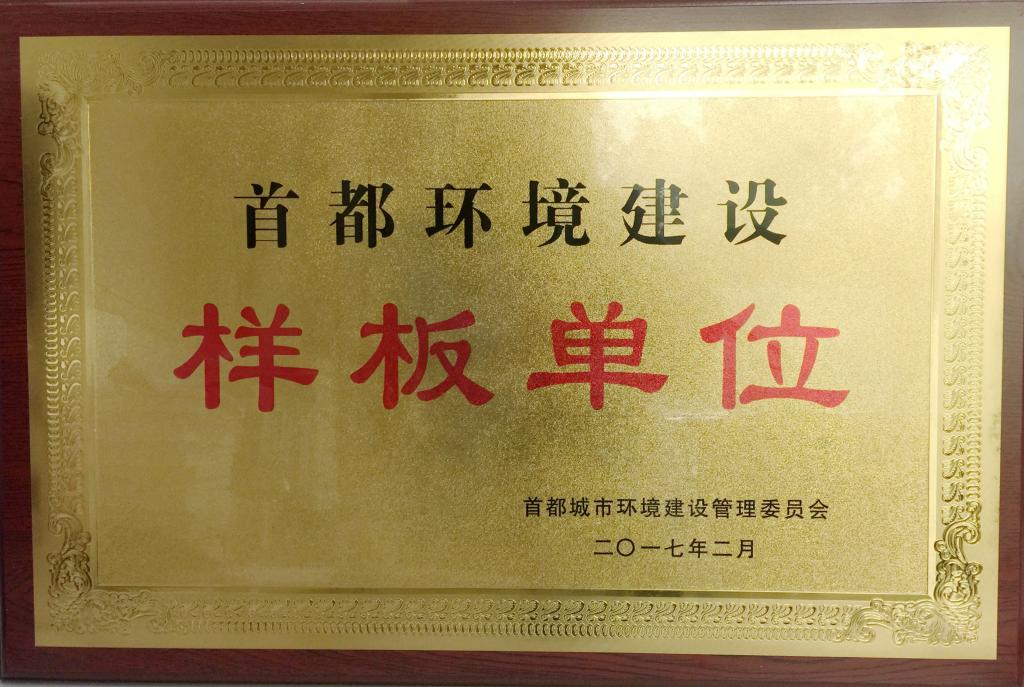 首都环境建设
样板单位
首都城市环境建设管理委员会
二〇一七年二月